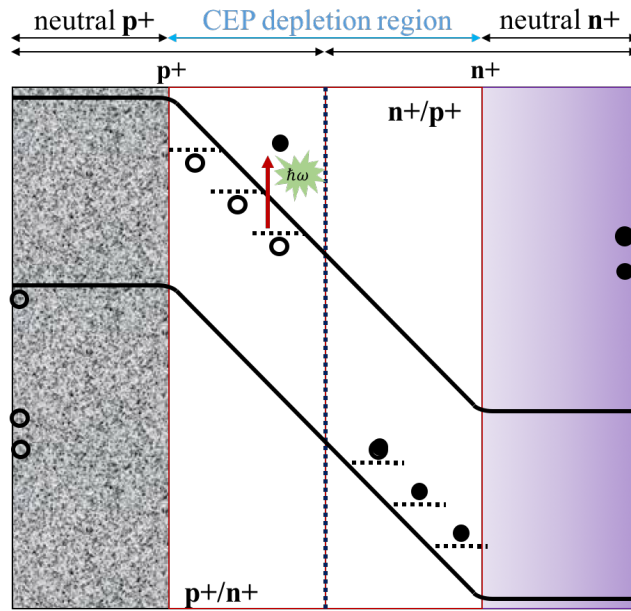 neutral p+ CEP depletion region neutral n+
p+ n+
n+/p+
ħω
p+/n+